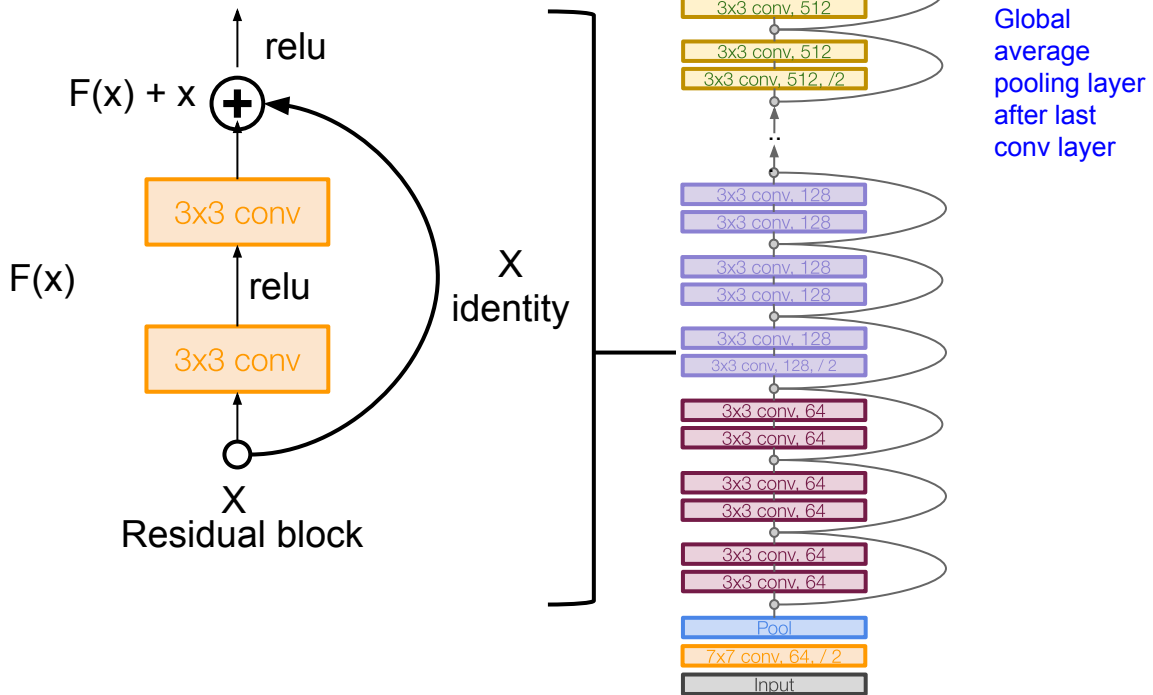 relu
F(x) + x
3x3 conv
F(x)
relu
X
identity
3x3 conv
X
Residual block
3x3 conv, 512
3x3 conv, 512
3x3 conv, 512, /2
..
3x3 conv, 128
3x3 conv, 128
3x3 conv, 128
3x3 conv, 128
3x3 conv, 128
3x3 conv, 128, / 2
3x3 conv, 64
3x3 conv, 64
3x3 conv, 64
3x3 conv, 64
3x3 conv, 64
3x3 conv, 64
Pool
7x7 conv, 64, / 2
Input
Global
average
pooling layer
after last
conv layer